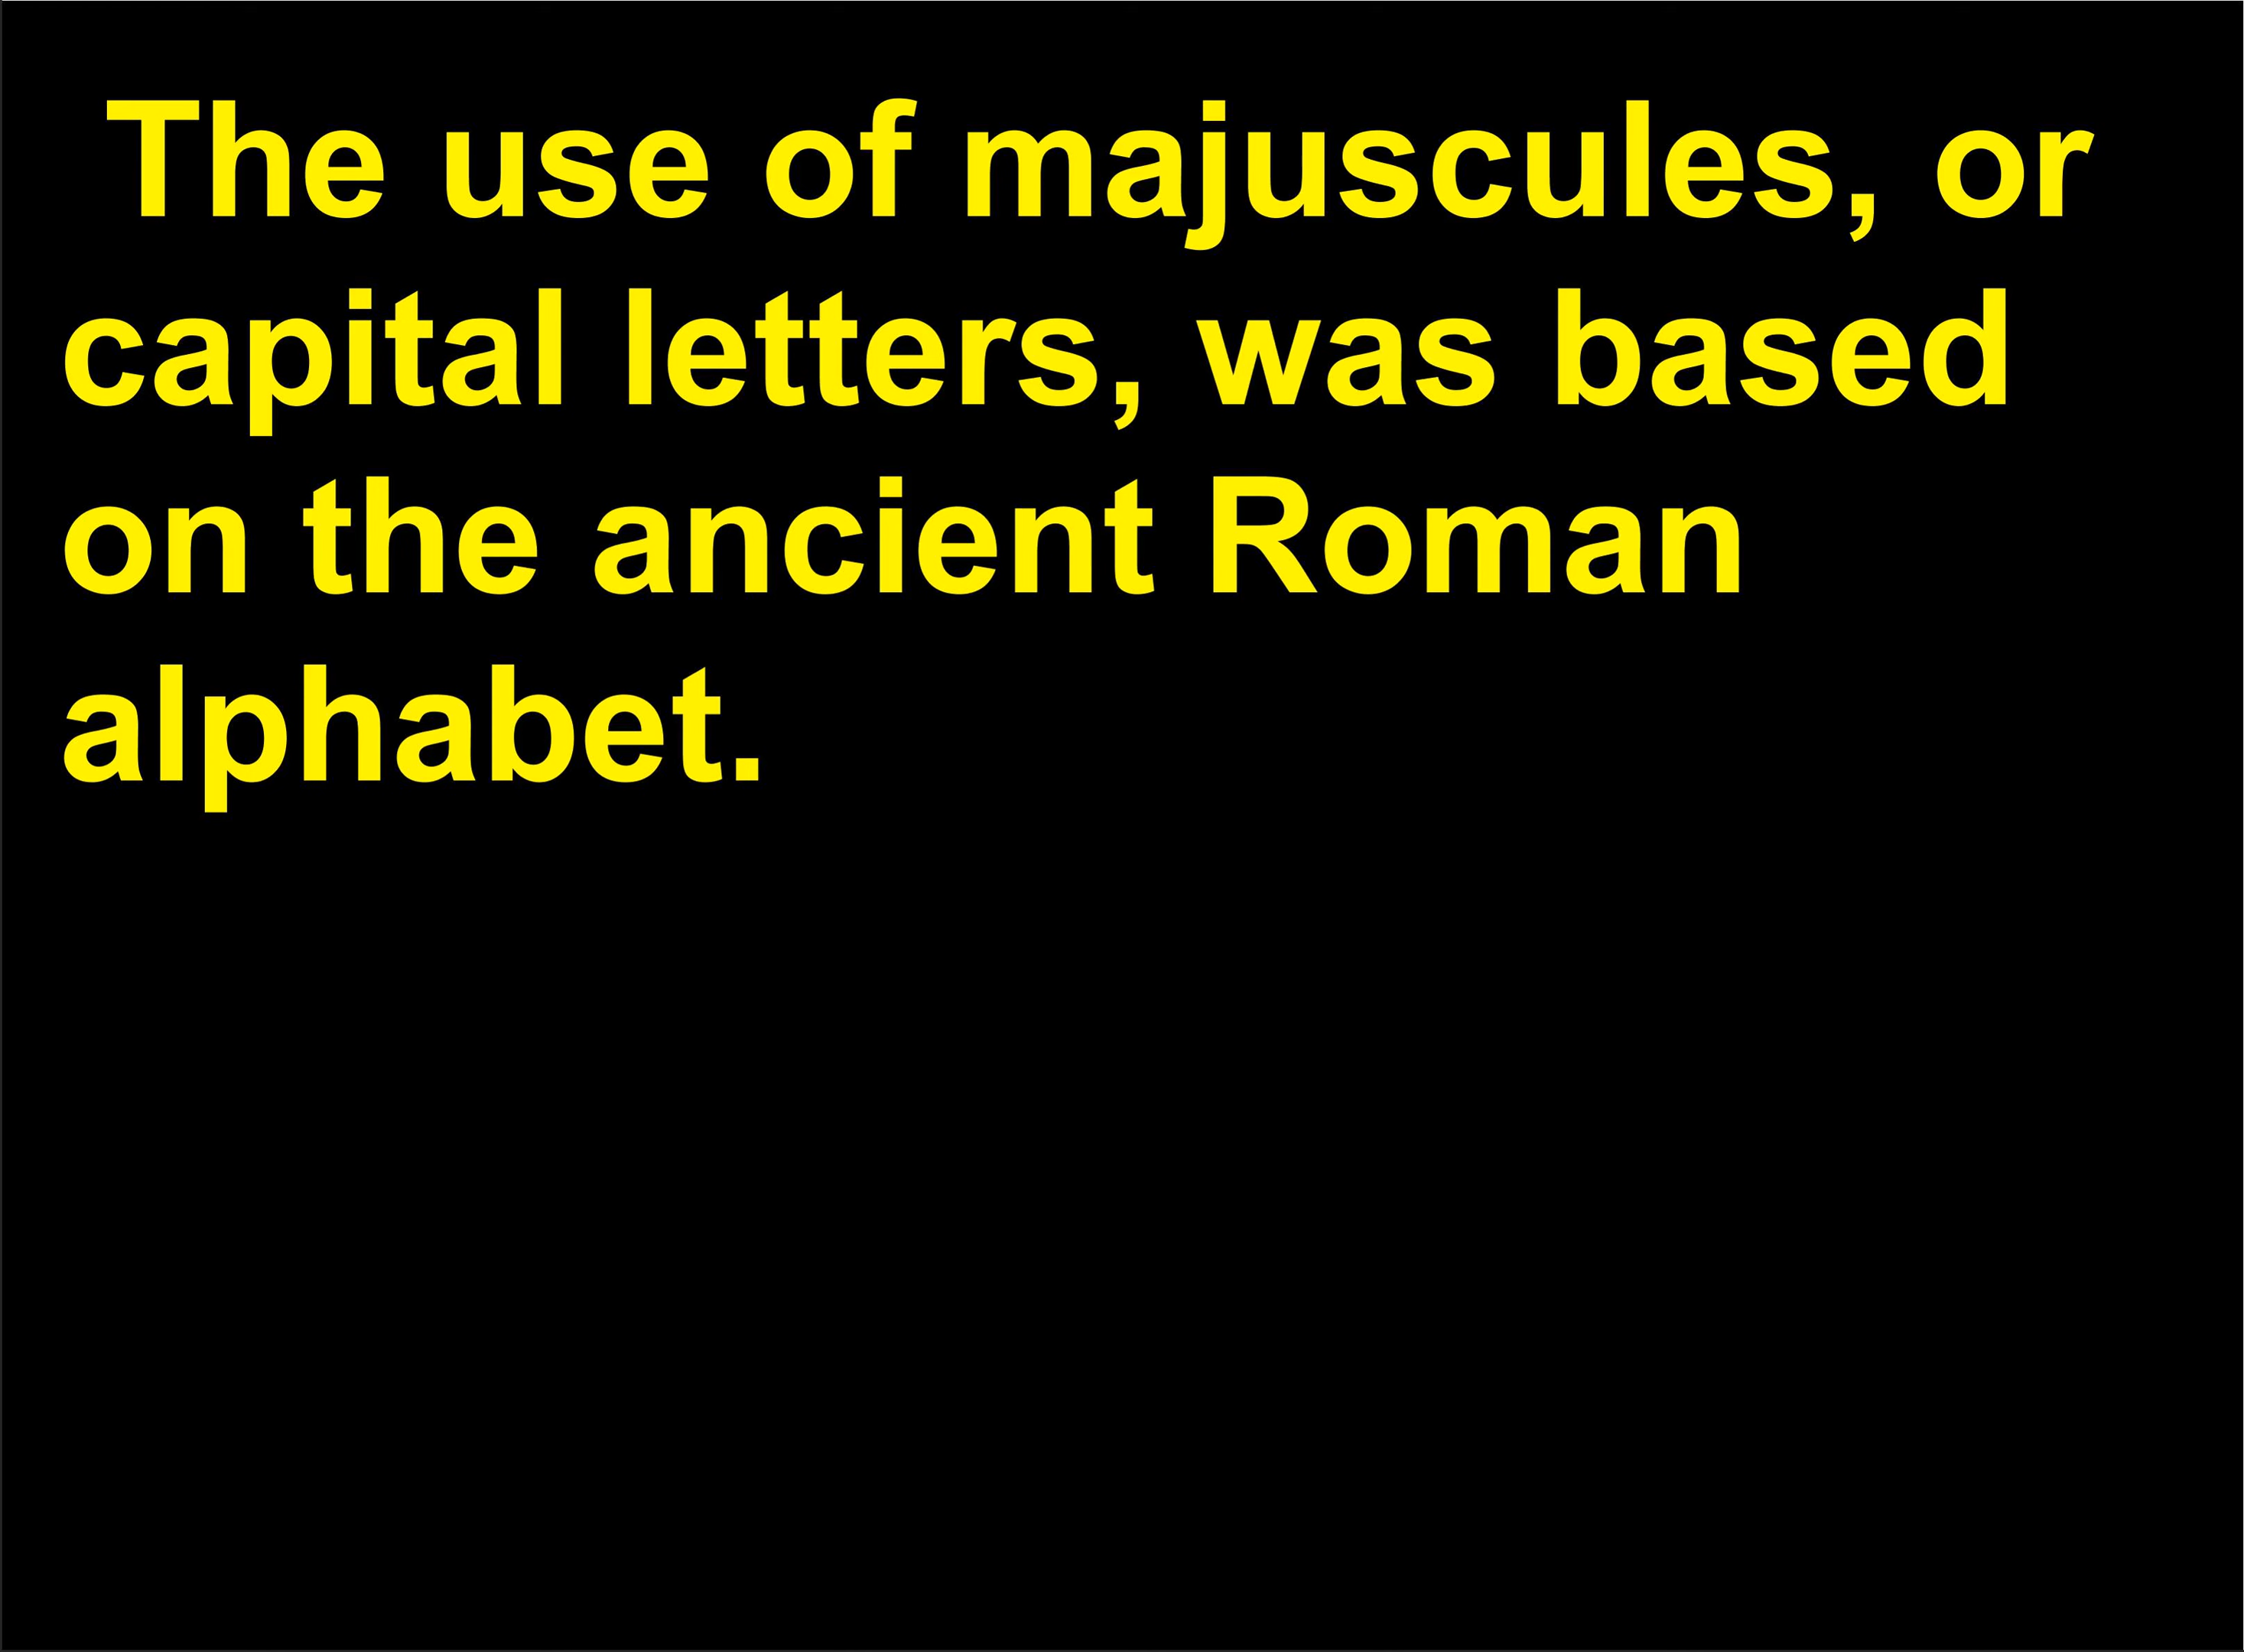 The use of majuscules, or
capital letters, was based
on the ancient Roman
alphabet.